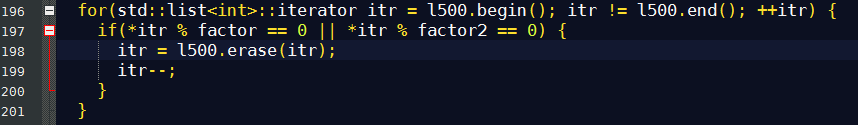 196 for(std::list<int>::iterator itr = l500.begin(); itr != l500.end(); ++itr) {
197 if(*itr % factor == 0 || *itr % factor2 == 0) {
198 itr = l500.erase(itr);
199 itr--;
200 }
201 }